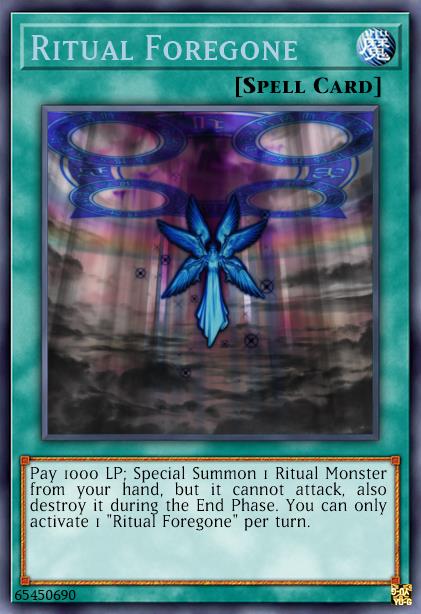 Ritual Foregone
魔
[Spell Card]
Pay 1000 LP; Special Summon 1 Ritual Monster
from your hand, but it cannot attack, also
destroy it during the End Phase. You can only
activate 1 "Ritual Foregone" per turn.
65450690